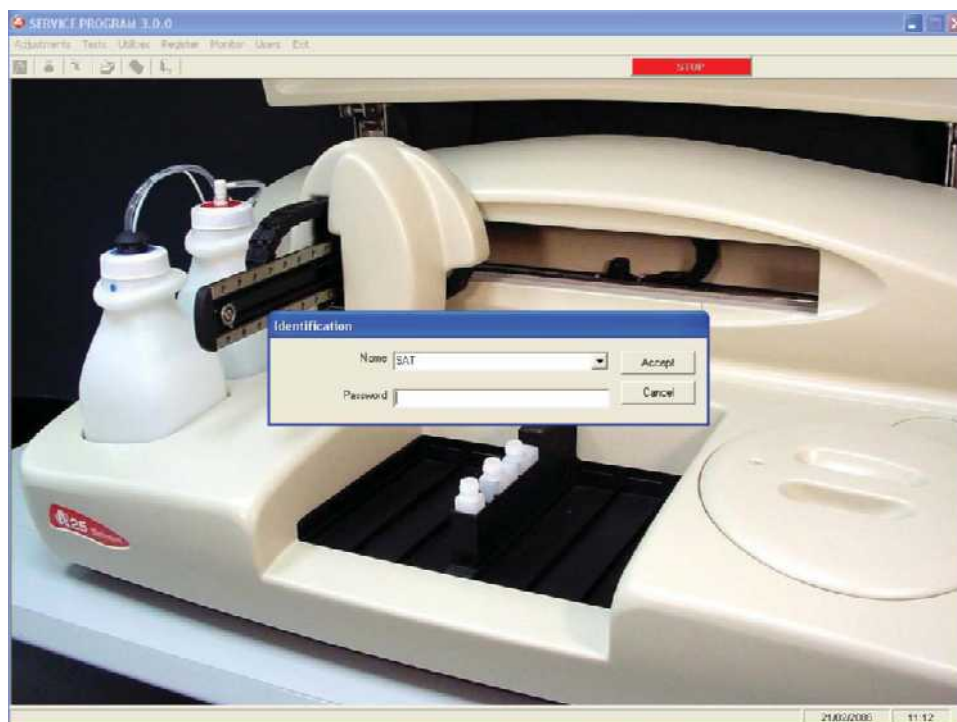 SERVICE PROGRAM 3.0.0
Adjustments Tests Utilities Register Monitor Users Exit
STOP
Identification
Name SAT Accept
Password Cancel
25
21/02/2006 11:12